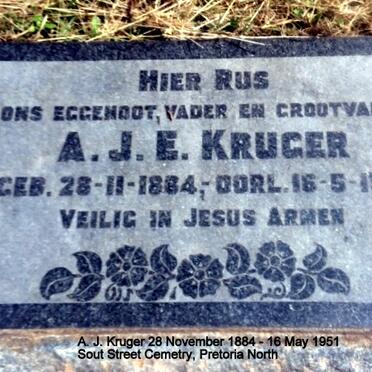 HIER RUS
ONS EGGENOOT, VADER EN GROOTVA
A. J. E. KRUGER
GEB. 28-11-1884,- OORL. 16-5-1
VEILIG IN JESUS ARMEN
A. J. Kruger 28 November 1884 - 16 May 1951
Sout Street Cemetry, Pretoria North